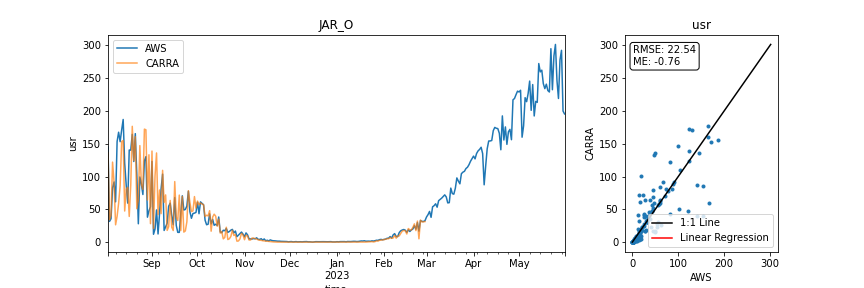 JAR_O
usr
300
250
200
150
100
50
0
AWS
CARRA
usr
Sep
Oct
Nov
Dec
Jan
2023
Feb
Mar
Apr
May
time
300
250
200
150
100
50
0
CARRA
RMSE: 22.54
ME: -0.76
1:1 Line
Linear Regression
0
100
200
300
AWS